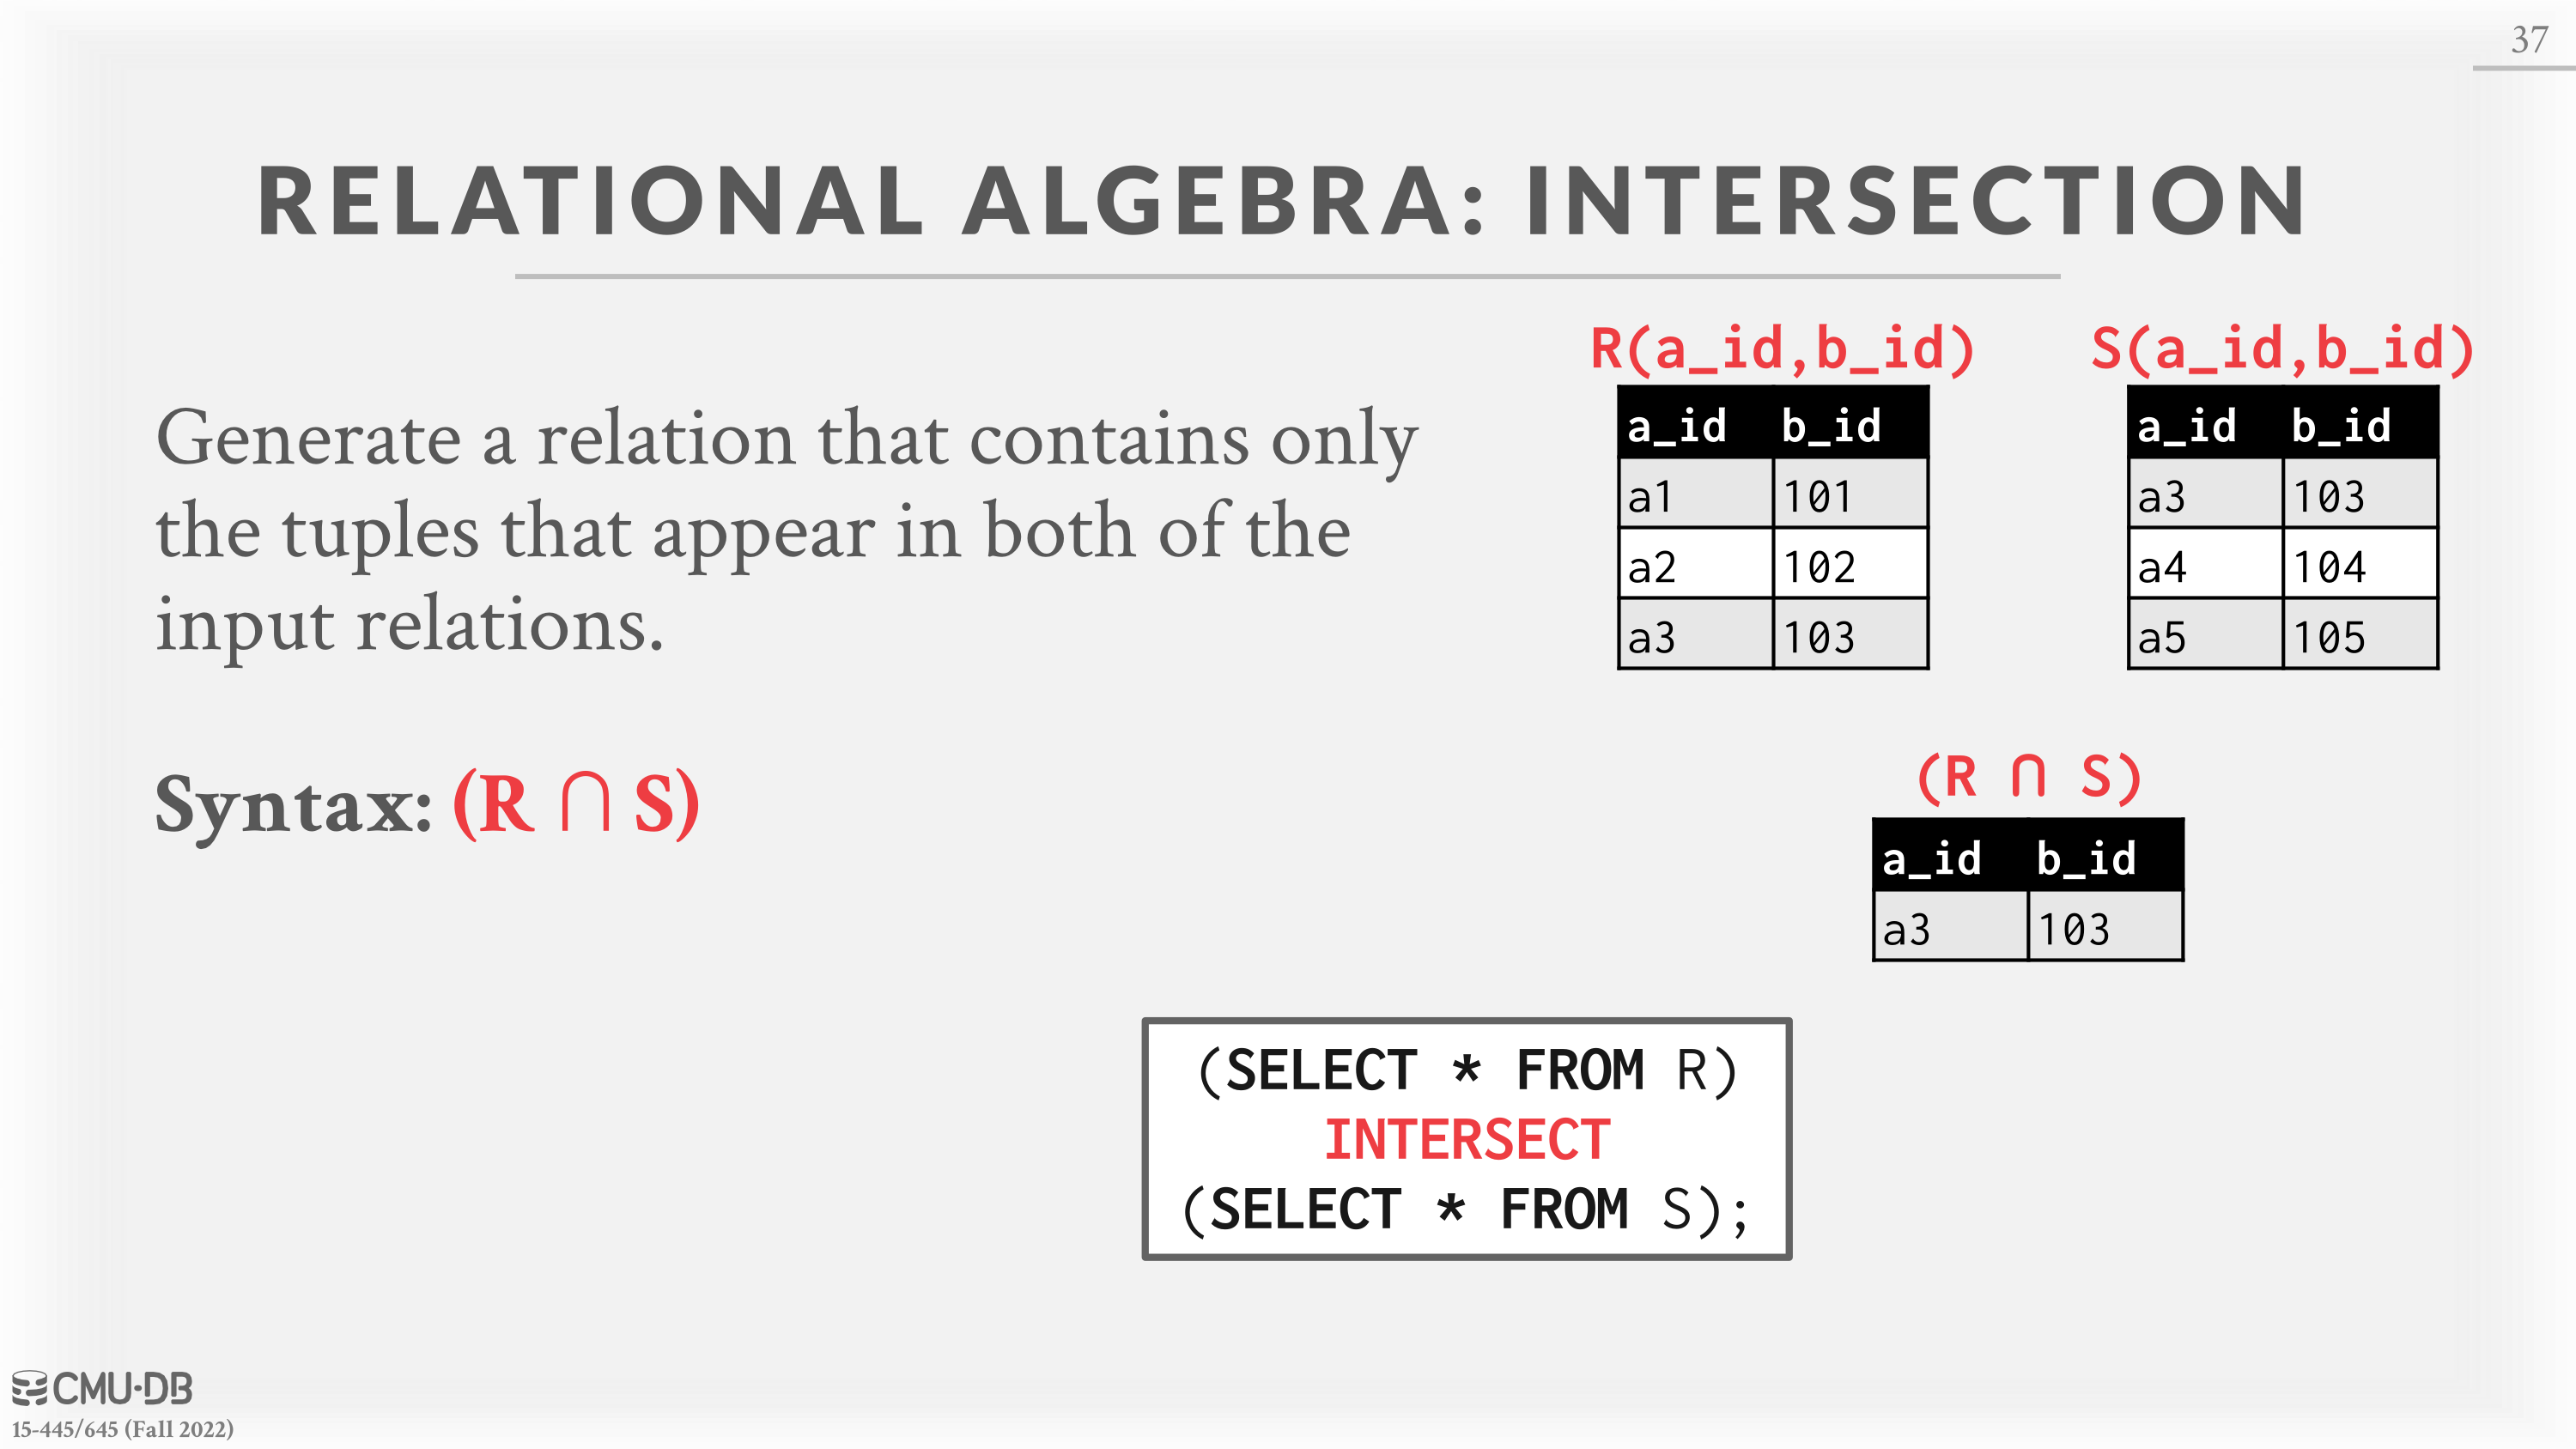 37
RELATIONAL ALGEBRA: INTERSECTION
Generate a relation that contains only
the tuples that appear in both of the
input relations.
Syntax: (R ∩ S)
R(a_id,b_id)
a_id b_id
a1 101
a2 102
a3 103
S(a_id,b_id)
a_id b_id
a3 103
a4 104
a5 105
(R ∩ S)
a_id b_id
a3 103
(SELECT * FROM R)
INTERSECT
(SELECT * FROM S);
CMU·DB
15-445/645 (Fall 2022)